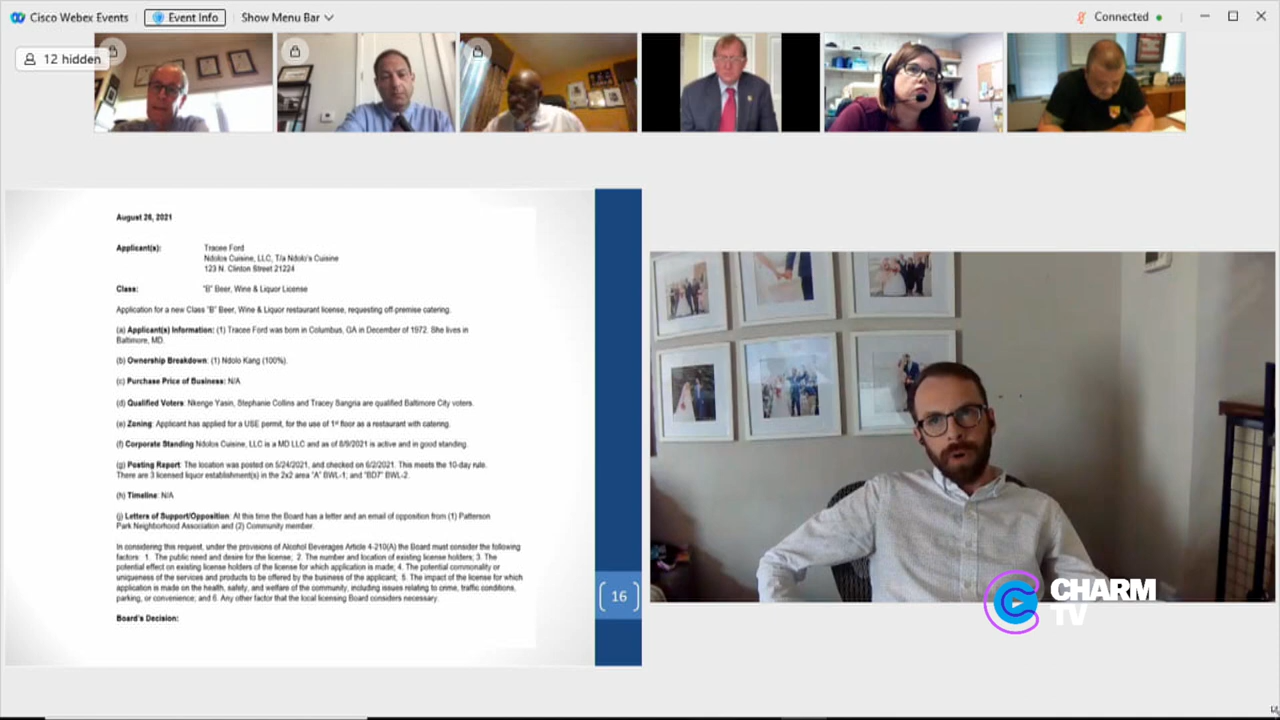 Cisco Webex Events
Event Info
Show Menu Bar
Connected
12 hidden
August 26, 2021
Applicant(s): Tracee Ford
Ndolos Cuisine, LLC, T/a Ndolo's Cuisine
123 N. Clinton Street 21224
Class: "B" Beer, Wine & Liquor License
Application for a new Class "B" Beer, Wine & Liquor restaurant license, requesting off-premise catering.
(a) Applicant(s) Information: (1) Tracee Ford was born in Columbus, GA in December of 1972. She lives in
Baltimore, MD.
(b) Ownership Breakdown: (1) Ndolo Kang (100%).
(c) Purchase Price of Business: N/A
(d) Qualified Voters: Nkenge Yasin, Stephanie Collins and Tracey Sangria are qualified Baltimore City voters.
(e) Zoning: Applicant has applied for a USE permit, for the use of 1st floor as a restaurant with catering.
(f) Corporate Standing Ndolos Cuisine, LLC is a MD LLC and as of 8/9/2021 is active and in good standing.
(g) Posting Report: The location was posted on 5/24/2021, and checked on 6/2/2021. This meets the 10-day rule.
There are 3 licensed liquor establishment(s) in the 2x2 area "A" BWL-1; and "BD7" BWL-2.
(h) Timeline: N/A
(j) Letters of Support/Opposition: At this time the Board has a letter and an email of opposition from (1) Patterson
Park Neighborhood Association and (2) Community member.
In considering this request, under the provisions of Alcohol Beverages Article 4-210(A) the Board must consider the following
factors: 1. The public need and desire for the license; 2. The number and location of existing license holders; 3. The
potential effect on existing license holders of the license for which application is made; 4. The potential commonality or
uniqueness of the services and products to be offered by the business of the applicant; 5. The impact of the license for which
application is made on the health, safety, and welfare of the community, including issues relating to crime, traffic conditions,
parking, or convenience; and 6. Any other factor that the local licensing Board considers necessary.
Board's Decision:
16
CHARM
TV